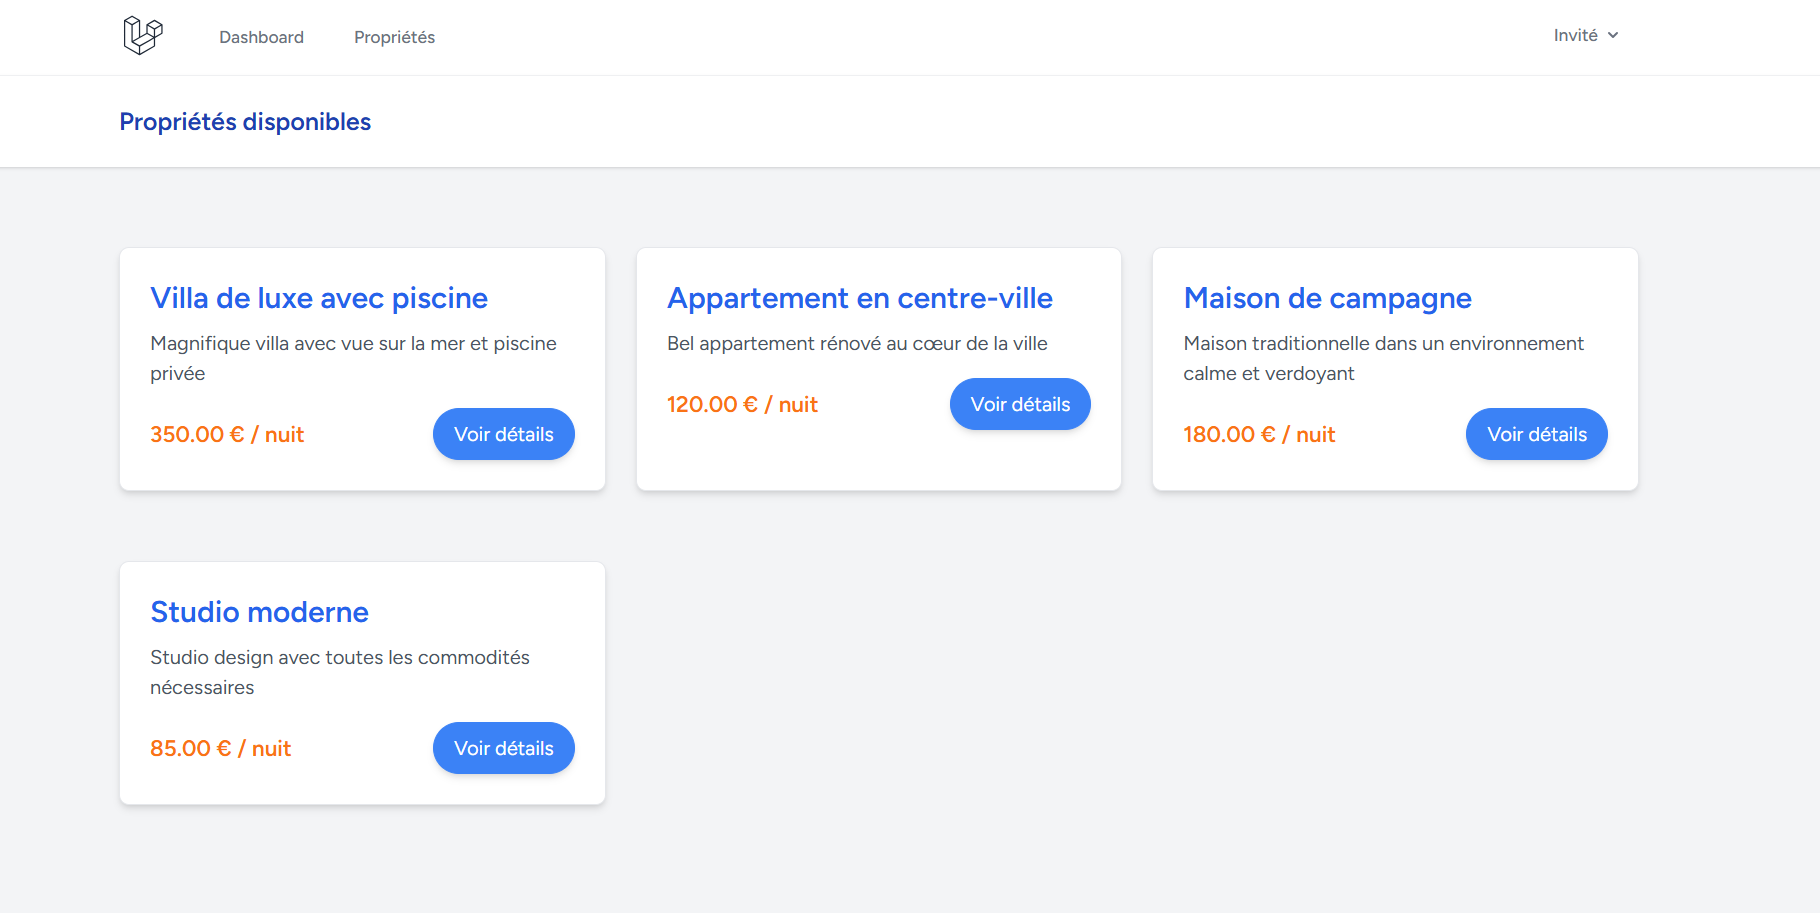 Dashboard
Propriétés
Invité
Propriétés disponibles
Villa de luxe avec piscine
Magnifique villa avec vue sur la mer et piscine
privée
350.00 € / nuit
Voir détails
Appartement en centre-ville
Bel appartement rénové au cœur de la ville
120.00 € / nuit
Voir détails
Maison de campagne
Maison traditionnelle dans un environnement
calme et verdoyant
180.00 € / nuit
Voir détails
Studio moderne
Studio design avec toutes les commodités
nécessaires
85.00 € / nuit
Voir détails